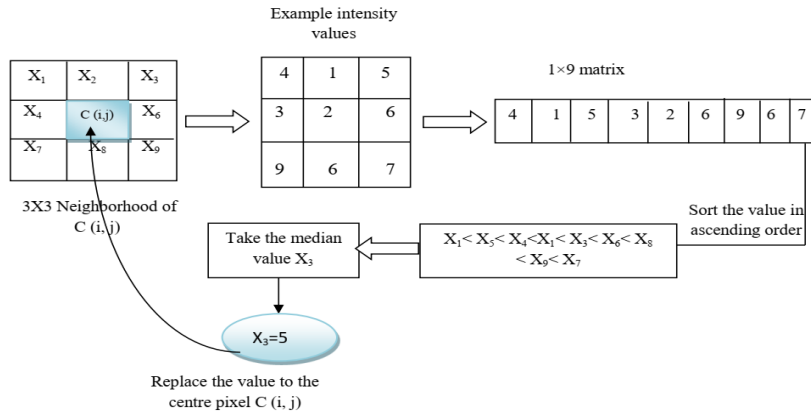 Example intensity
values
X₁ X₂ X₃
X₄ C (i,j) X₆
X₇ X₈ X₉
3X3 Neighborhood of
C (i, j)
4 1 5
3 2 6
9 6 7
1×9 matrix
4 1 5 3 2 6 9 6 7
Sort the value in
ascending order
X₁< X₅< X₄<X₁< X₃< X₆< X₈
< X₉< X₇
Take the median
value X₃
X₃=5
Replace the value to the
centre pixel C (i, j)